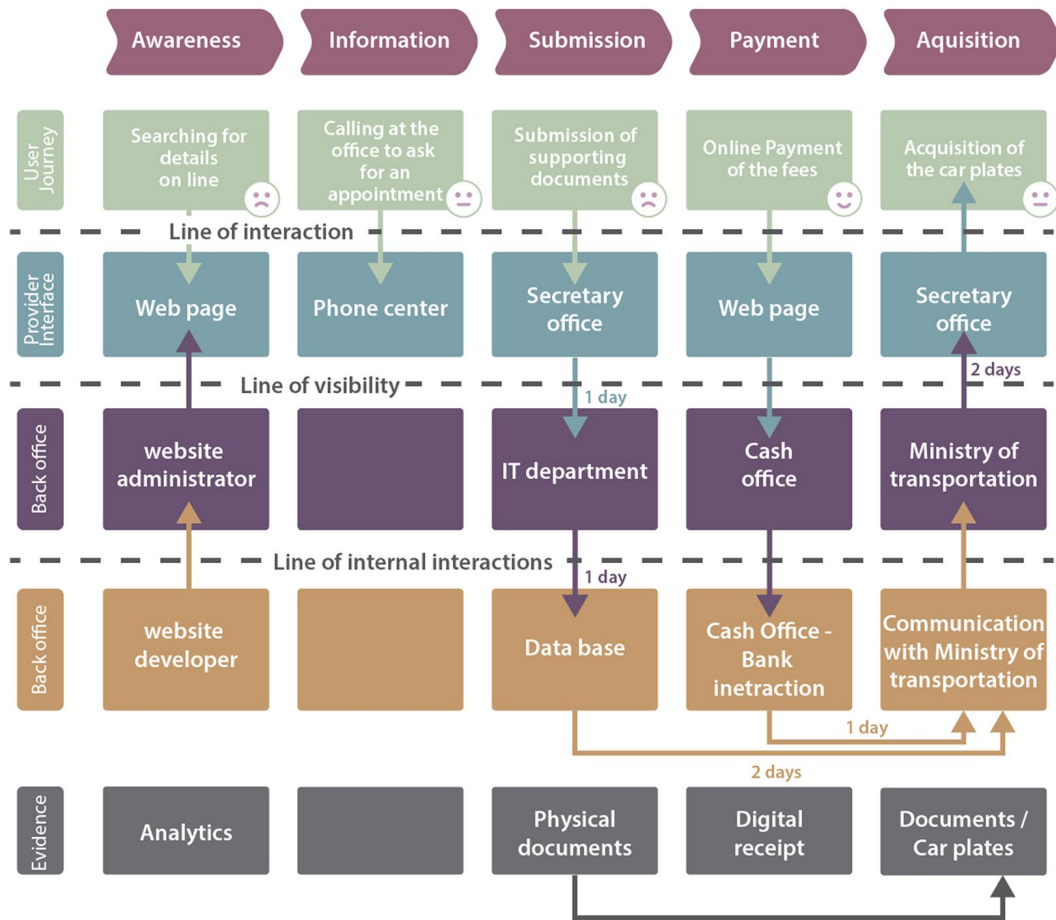 Awareness
Information
Submission
Payment
Aquisition
User
Journey
Searching for
details
on line
Calling at the
office to ask
for an
appointment
Submission of
supporting
documents
Online Payment
of the fees
Acquisition of
the car plates
Line of interaction
Provider
Interface
Web page
Phone center
Secretary
office
Web page
Secretary
office
2 days
Line of visibility
1 day
Back office
website
administrator
IT department
Cash
office
Ministry of
transportation
Line of internal interactions
1 day
Back office
website
developer
Data base
Cash Office -
Bank
inetraction
Communication
with Ministry of
transportation
1 day
2 days
Evidence
Analytics
Physical
documents
Digital
receipt
Documents /
Car plates